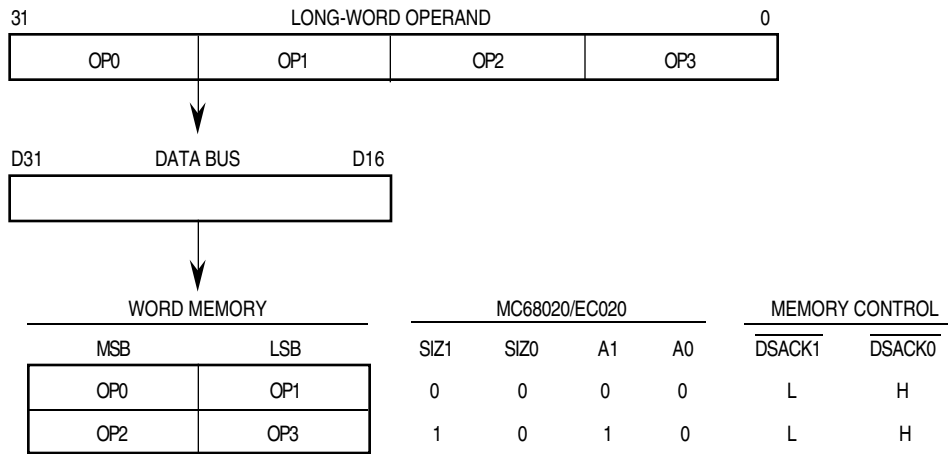 31 LONG-WORD OPERAND 0
OP0 OP1 OP2 OP3
D31 DATA BUS D16
WORD MEMORY MC68020/EC020 MEMORY CONTROL
MSB LSB SIZ1 SIZ0 A1 A0 DSACK1 DSACK0
OP0 OP1 0 0 0 0 L H
OP2 OP3 1 0 1 0 L H